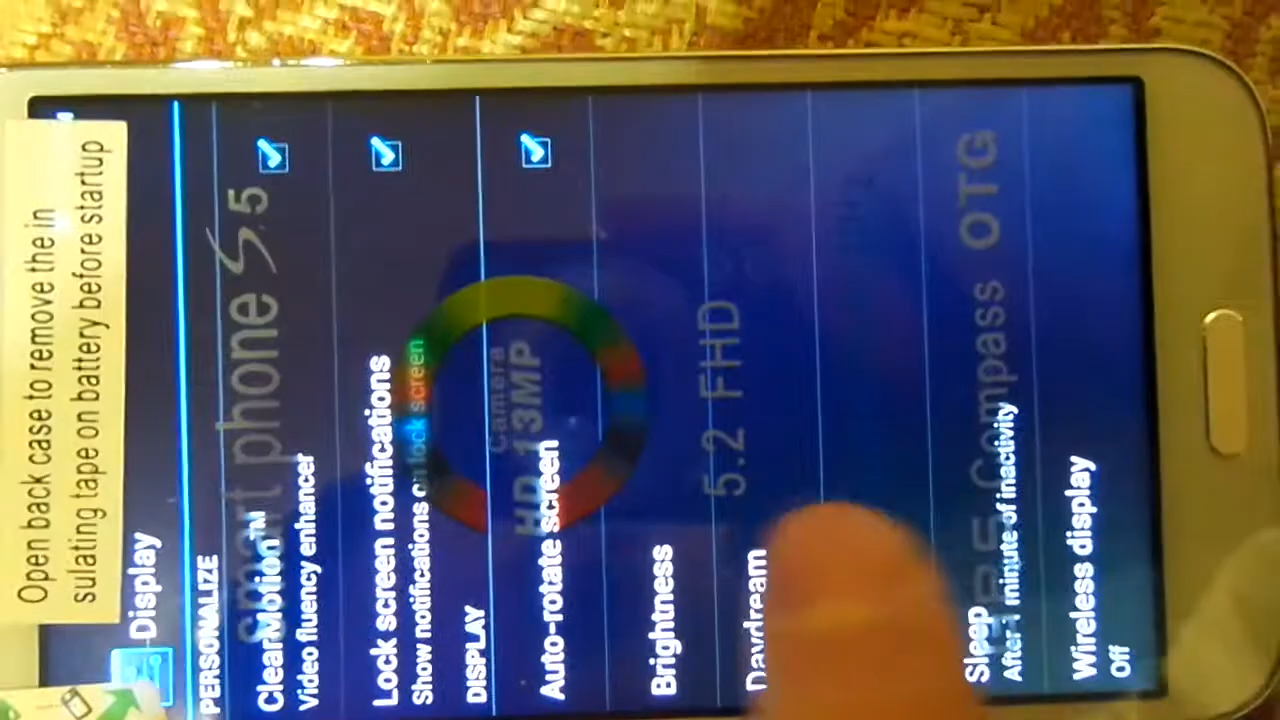 Open back case to remove the in
sulating tape on battery before startup
Display
PERSONALIZE
ClearMotion™
Video fluency enhancer
Smart phone S.5
Lock screen notifications
Show notifications on lock screen
DISPLAY
Camera
HD 13MP
Auto-rotate screen
Brightness
5.2 FHD
Daydream
Sleep
After 1 minute of inactivity
Compass OTG
Wireless display
Off